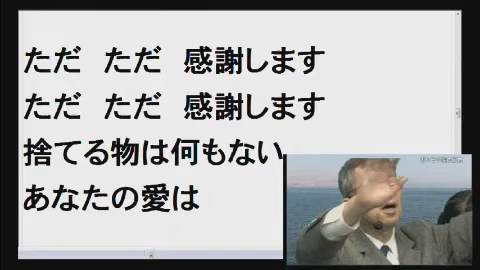 ただ ただ 感謝します
ただ ただ 感謝します
捨てる物は何もない
あなたの愛は